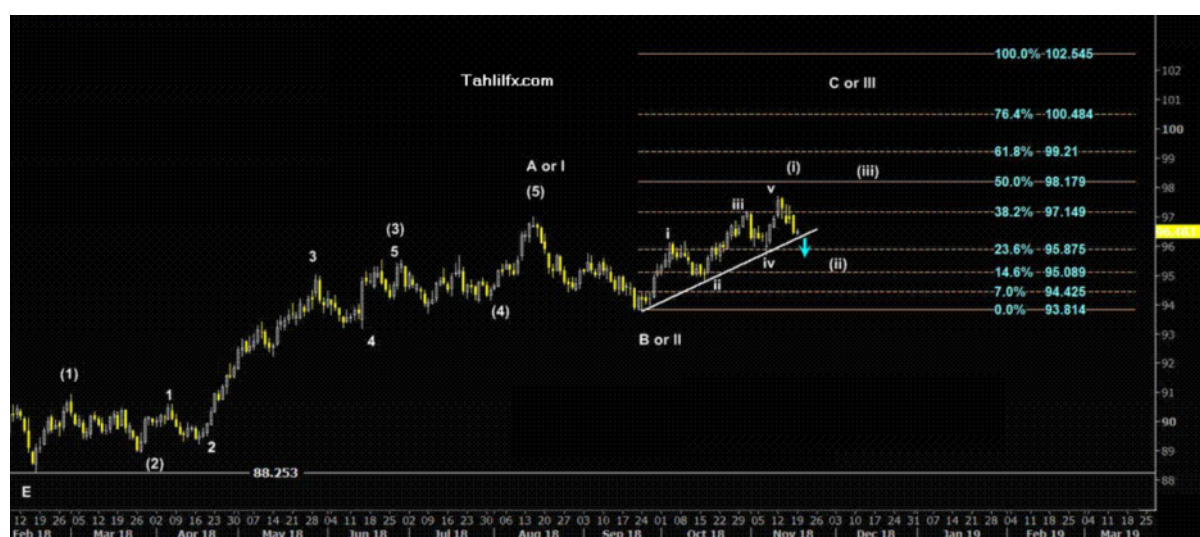 100.0% 102.545
102
Tahlilfx.com
C or III
101
76.4% 100.484
100
61.8% 99.21
99
A or I
(i)
(iii)
50.0% 98.179
98
(5)
v
iii
38.2% 97.149
97
(3)
i
96.483
3
5
iv
(ii)
23.6% 95.875
96
ii
14.6% 95.089
95
(4)
7.0% 94.425
94
4
B or II
0.0% 93.814
93
92
(1)
1
91
90
2
(2)
89
88.253
88
E
12 19 26 05 12 19 26 02 09 16 23 30 07 14 21 28 04 11 18 25 02 09 16 23 30 06 13 20 27 03 10 17 24 01 08 15 22 29 05 12 19 26 03 10 17 24 31 07 14 21 28 04 11 18 25 04 11 18 25
Feb 18 Mar 18 Apr 18 May 18 Jun 18 Jul 18 Aug 18 Sep 18 Oct 18 Nov 18 Dec 18 Jan 19 Feb 19 Mar 19